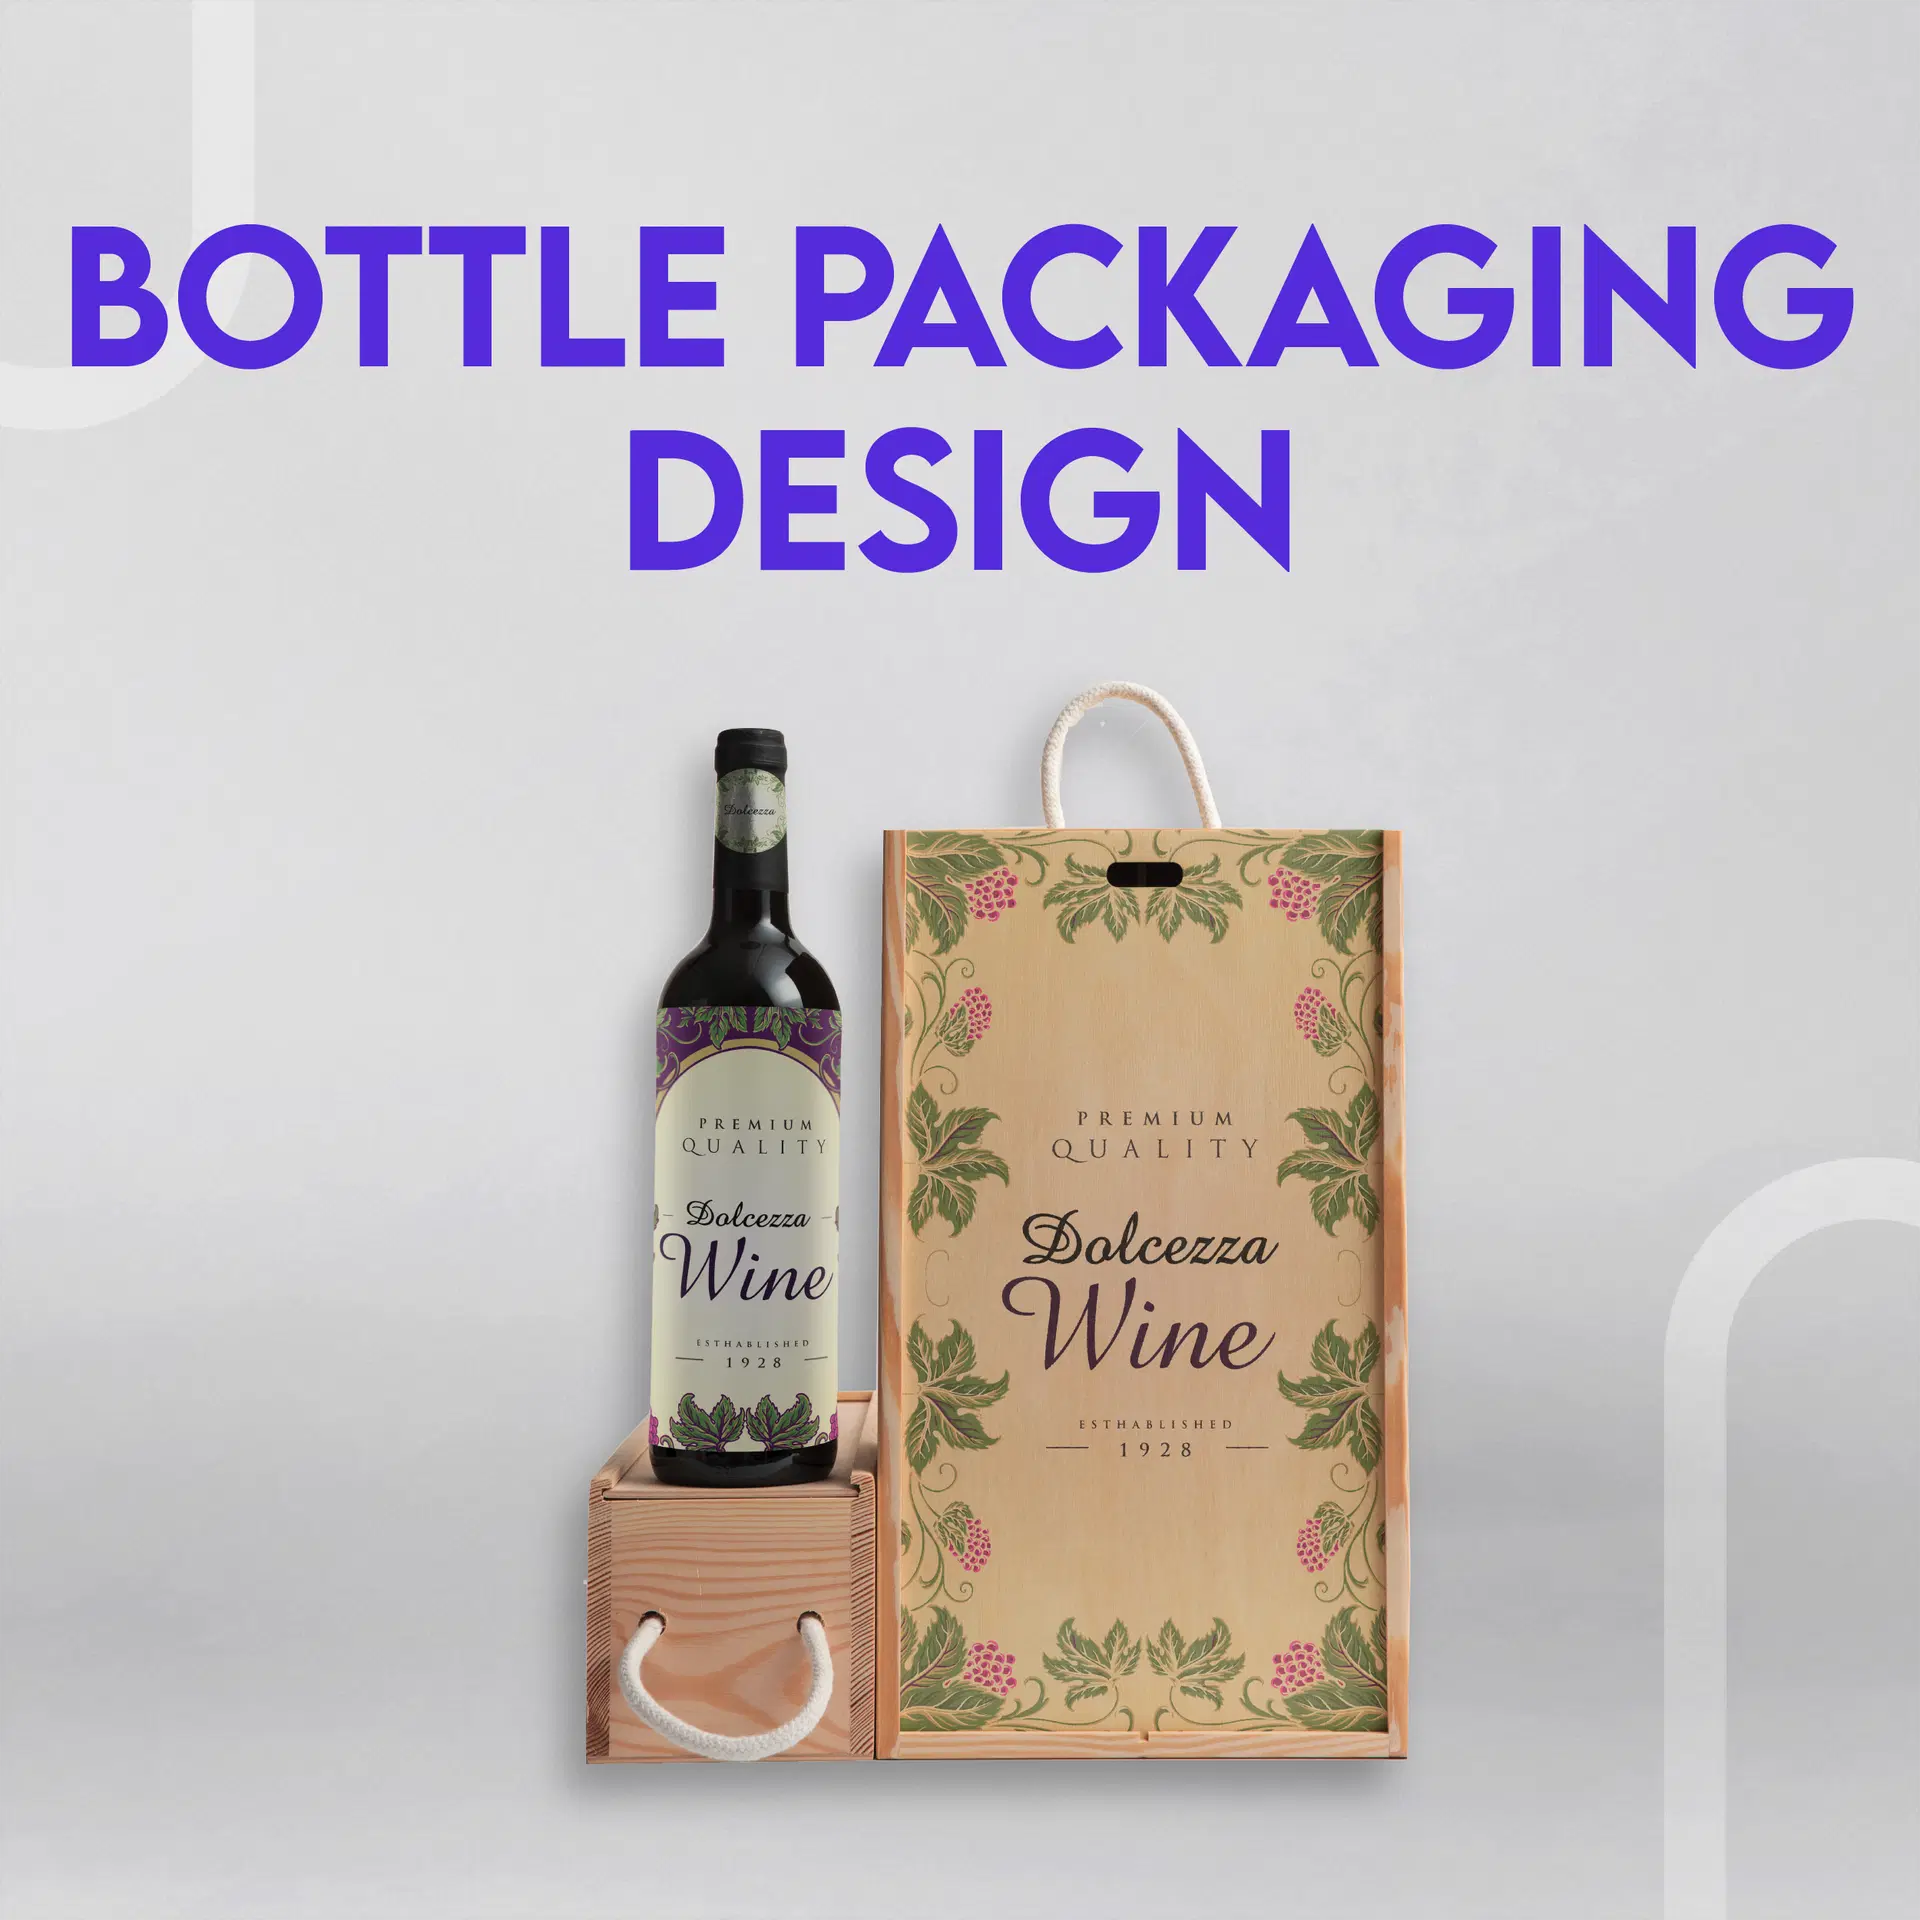 BOTTLE PACKAGING
DESIGN
Dolcezza
PREMIUM
QUALITY
Dolcezza
Wine
ESTHABLISHED
1928
PREMIUM
QUALITY
Dolcezza
Wine
ESTHABLISHED
1928